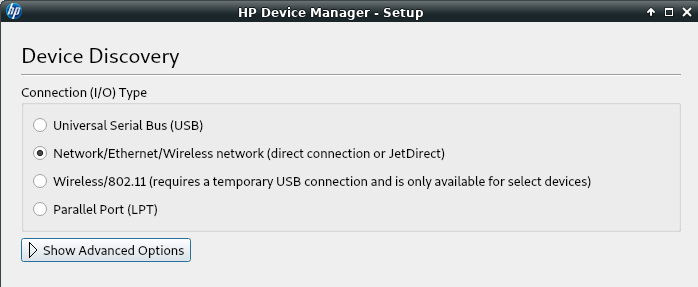 hp
HP Device Manager - Setup
Device Discovery
Connection (I/O) Type
Universal Serial Bus (USB)
Network/Ethernet/Wireless network (direct connection or JetDirect)
Wireless/802.11 (requires a temporary USB connection and is only available for select devices)
Parallel Port (LPT)
Show Advanced Options